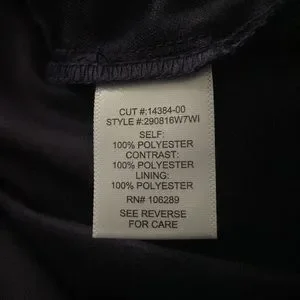 CUT #:14384-00
STYLE #:290816W7WI
SELF:
100% POLYESTER
CONTRAST:
100% POLYESTER
LINING:
100% POLYESTER
RN# 106289
SEE REVERSE
FOR CARE